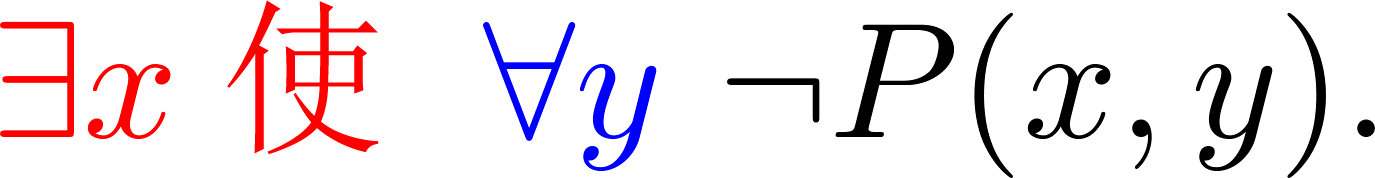 ∃x 使 ∀y ¬P(x, y).